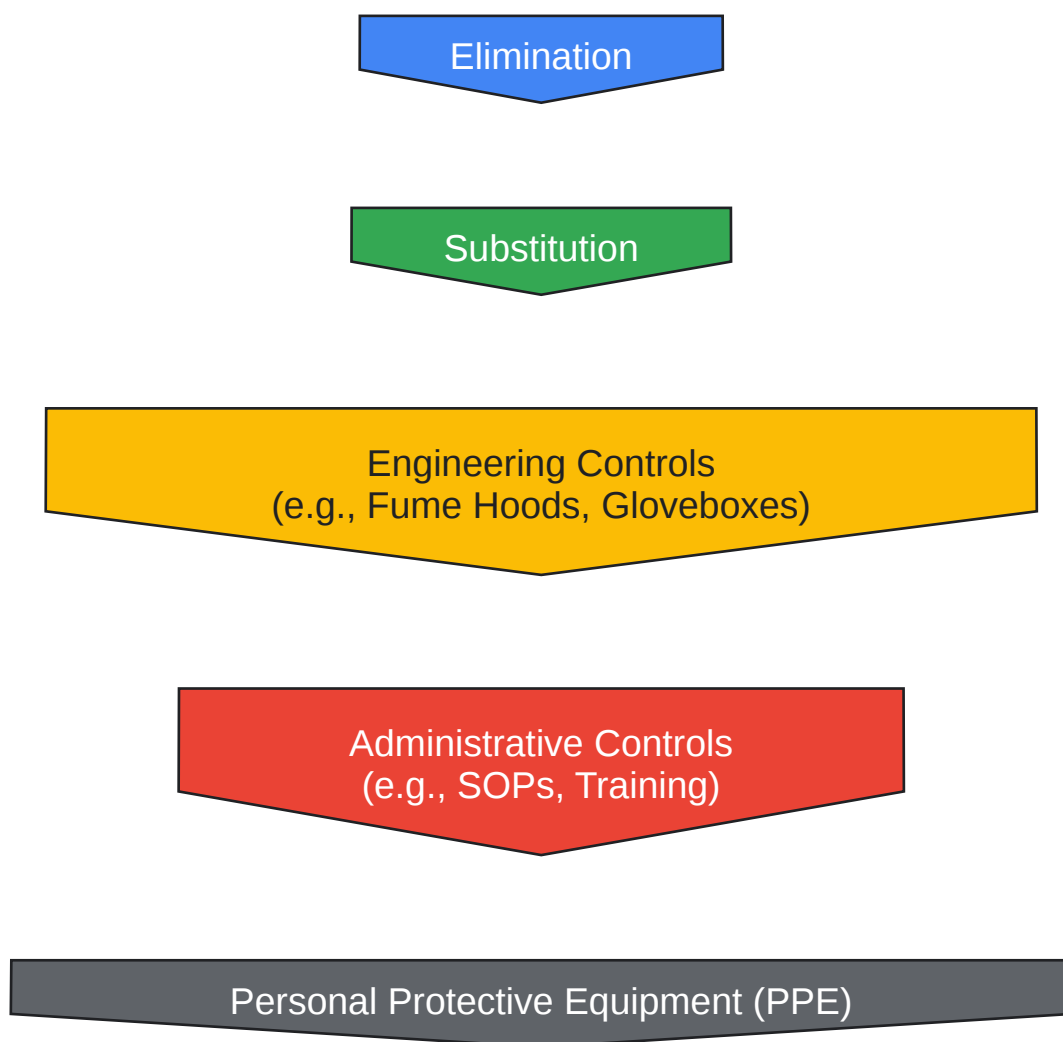 Elimination
Substitution
Engineering Controls
(e.g., Fume Hoods, Gloveboxes)
Administrative Controls
(e.g., SOPs, Training)
Personal Protective Equipment (PPE)